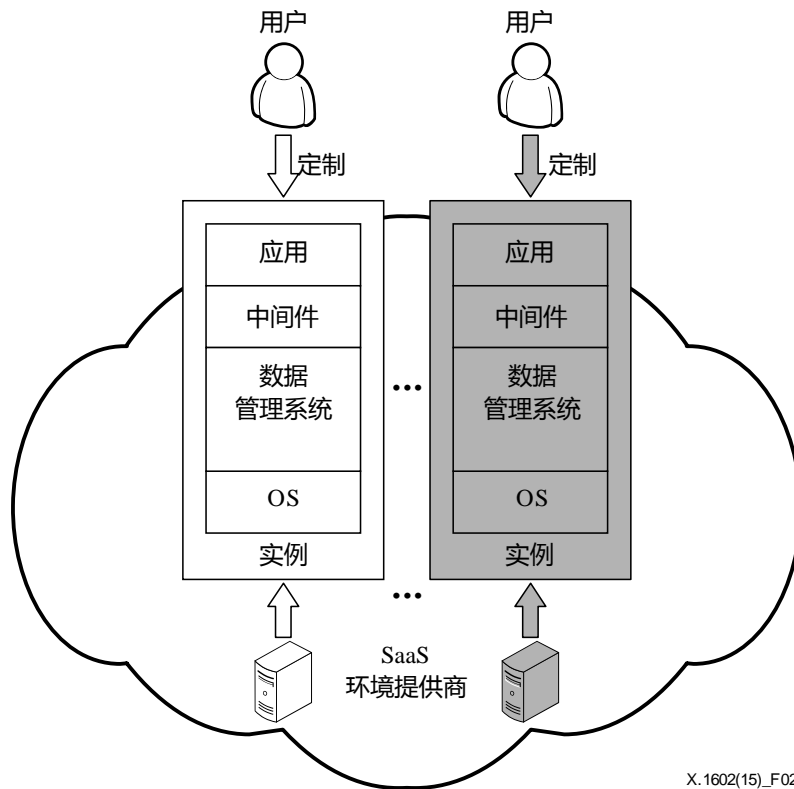 用户
用户
定制
定制
应用
中间件
数据
管理系统
OS
实例
...
应用
中间件
数据
管理系统
OS
实例
...
SaaS
环境提供商
X.1602(15)_F02